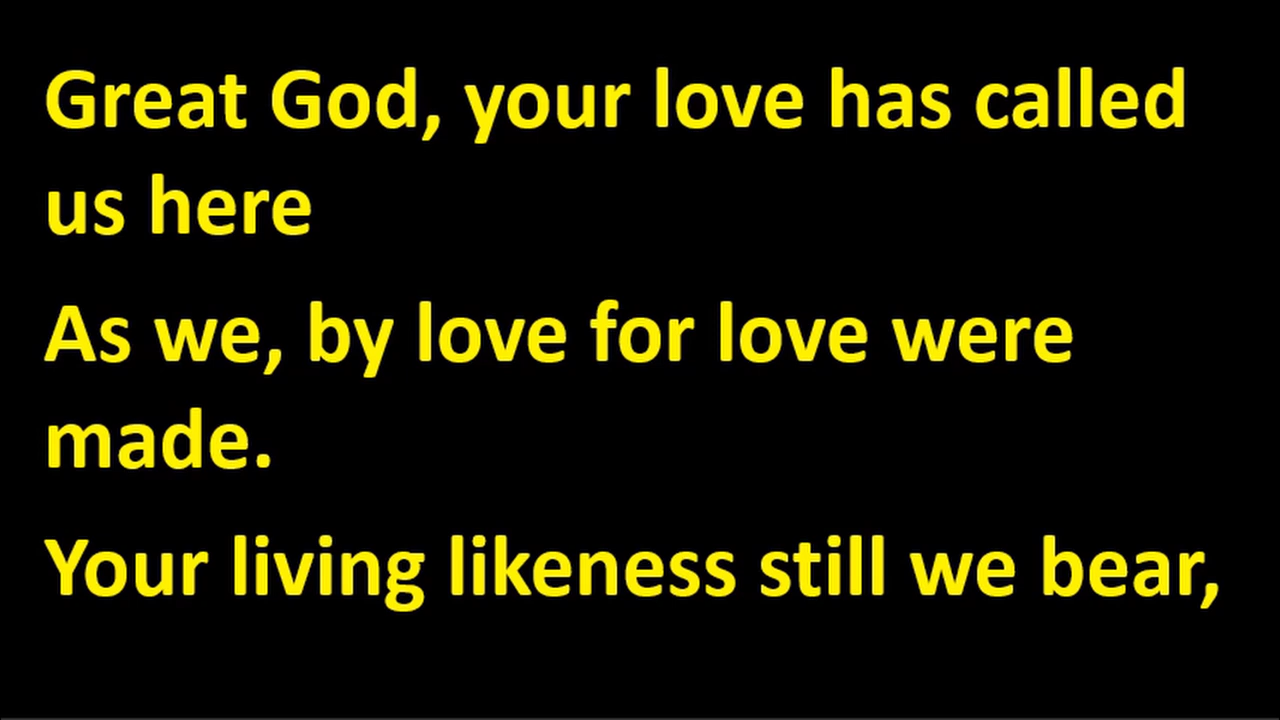 Great God, your love has called
us here
As we, by love for love were
made.
Your living likeness still we bear,